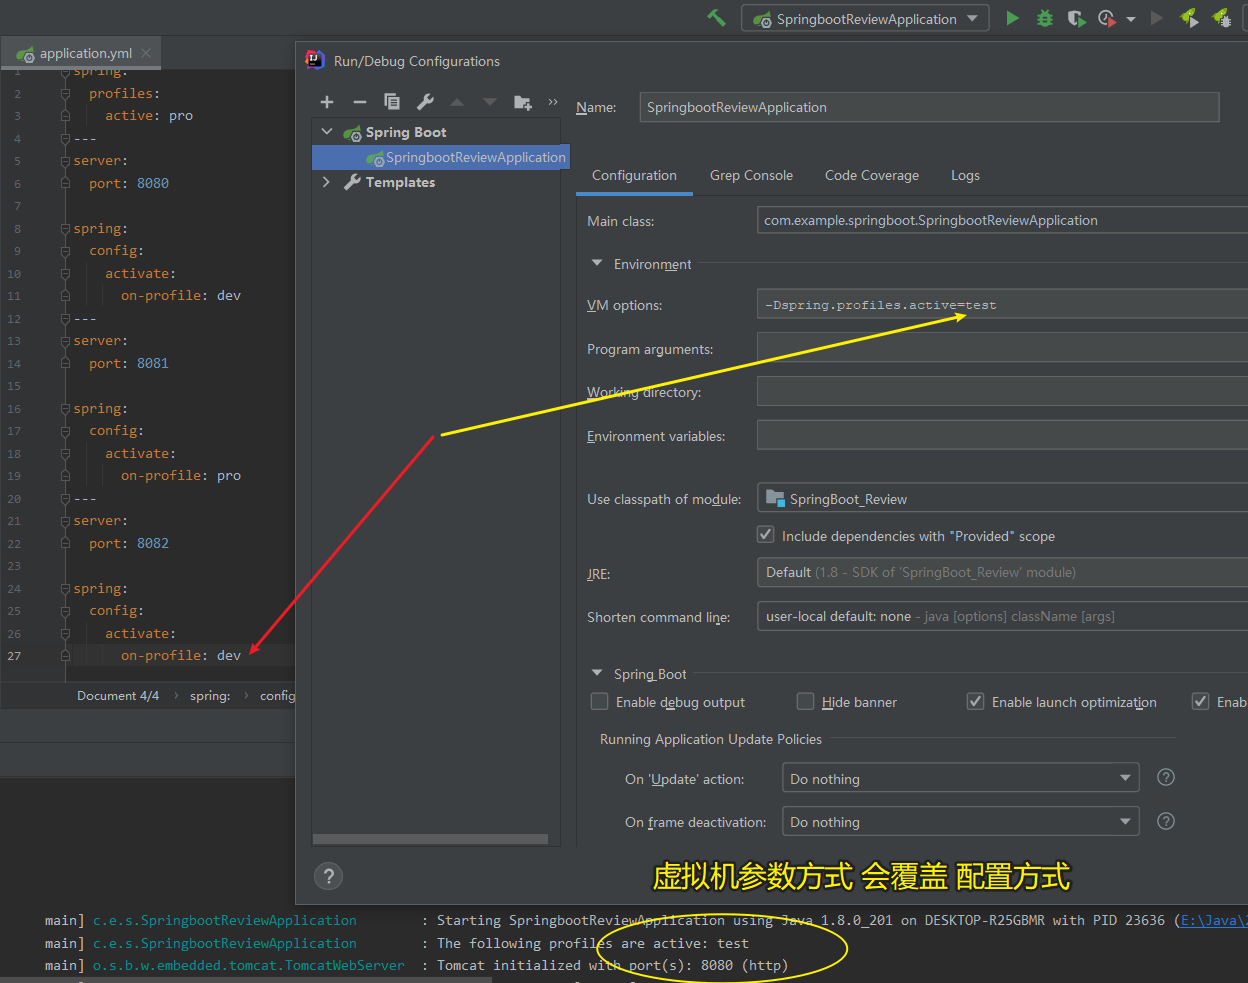 SpringbootReviewApplication
application.yml
Run/Debug Configurations
1 spring:
2 profiles:
3 active: pro
4 ---
5 server:
6 port: 8080
7
8 spring:
9 config:
10 activate:
11 on-profile: dev
12 ---
13 server:
14 port: 8081
15
16 spring:
17 config:
18 activate:
19 on-profile: pro
20 ---
21 server:
22 port: 8082
23
24 spring:
25 config:
26 activate:
27 on-profile: dev
Document 4/4 › spring: › config
Spring Boot
SpringbootReviewApplication
Templates
Name: SpringbootReviewApplication
Configuration Grep Console Code Coverage Logs
Main class: com.example.springboot.SpringbootReviewApplication
Environment
VM options: -Dspring.profiles.active=test
Program arguments:
Working directory:
Environment variables:
Use classpath of module: SpringBoot_Review
Include dependencies with "Provided" scope
JRE: Default (1.8 - SDK of 'SpringBoot_Review' module)
Shorten command line: user-local default: none - java [options] className [args]
Spring Boot
Enable debug output Hide banner Enable launch optimization Enab
Running Application Update Policies
On 'Update' action: Do nothing ?
On frame deactivation: Do nothing ?
?
虚拟机参数方式 会覆盖 配置方式
main] c.e.s.SpringbootReviewApplication : Starting SpringbootReviewApplication using Java 1.8.0_201 on DESKTOP-R25GBMR with PID 23636 (E:\Java\2
main] c.e.s.SpringbootReviewApplication : The following profiles are active: test
main] o.s.b.w.embedded.tomcat.TomcatWebServer : Tomcat initialized with port(s): 8080 (http)